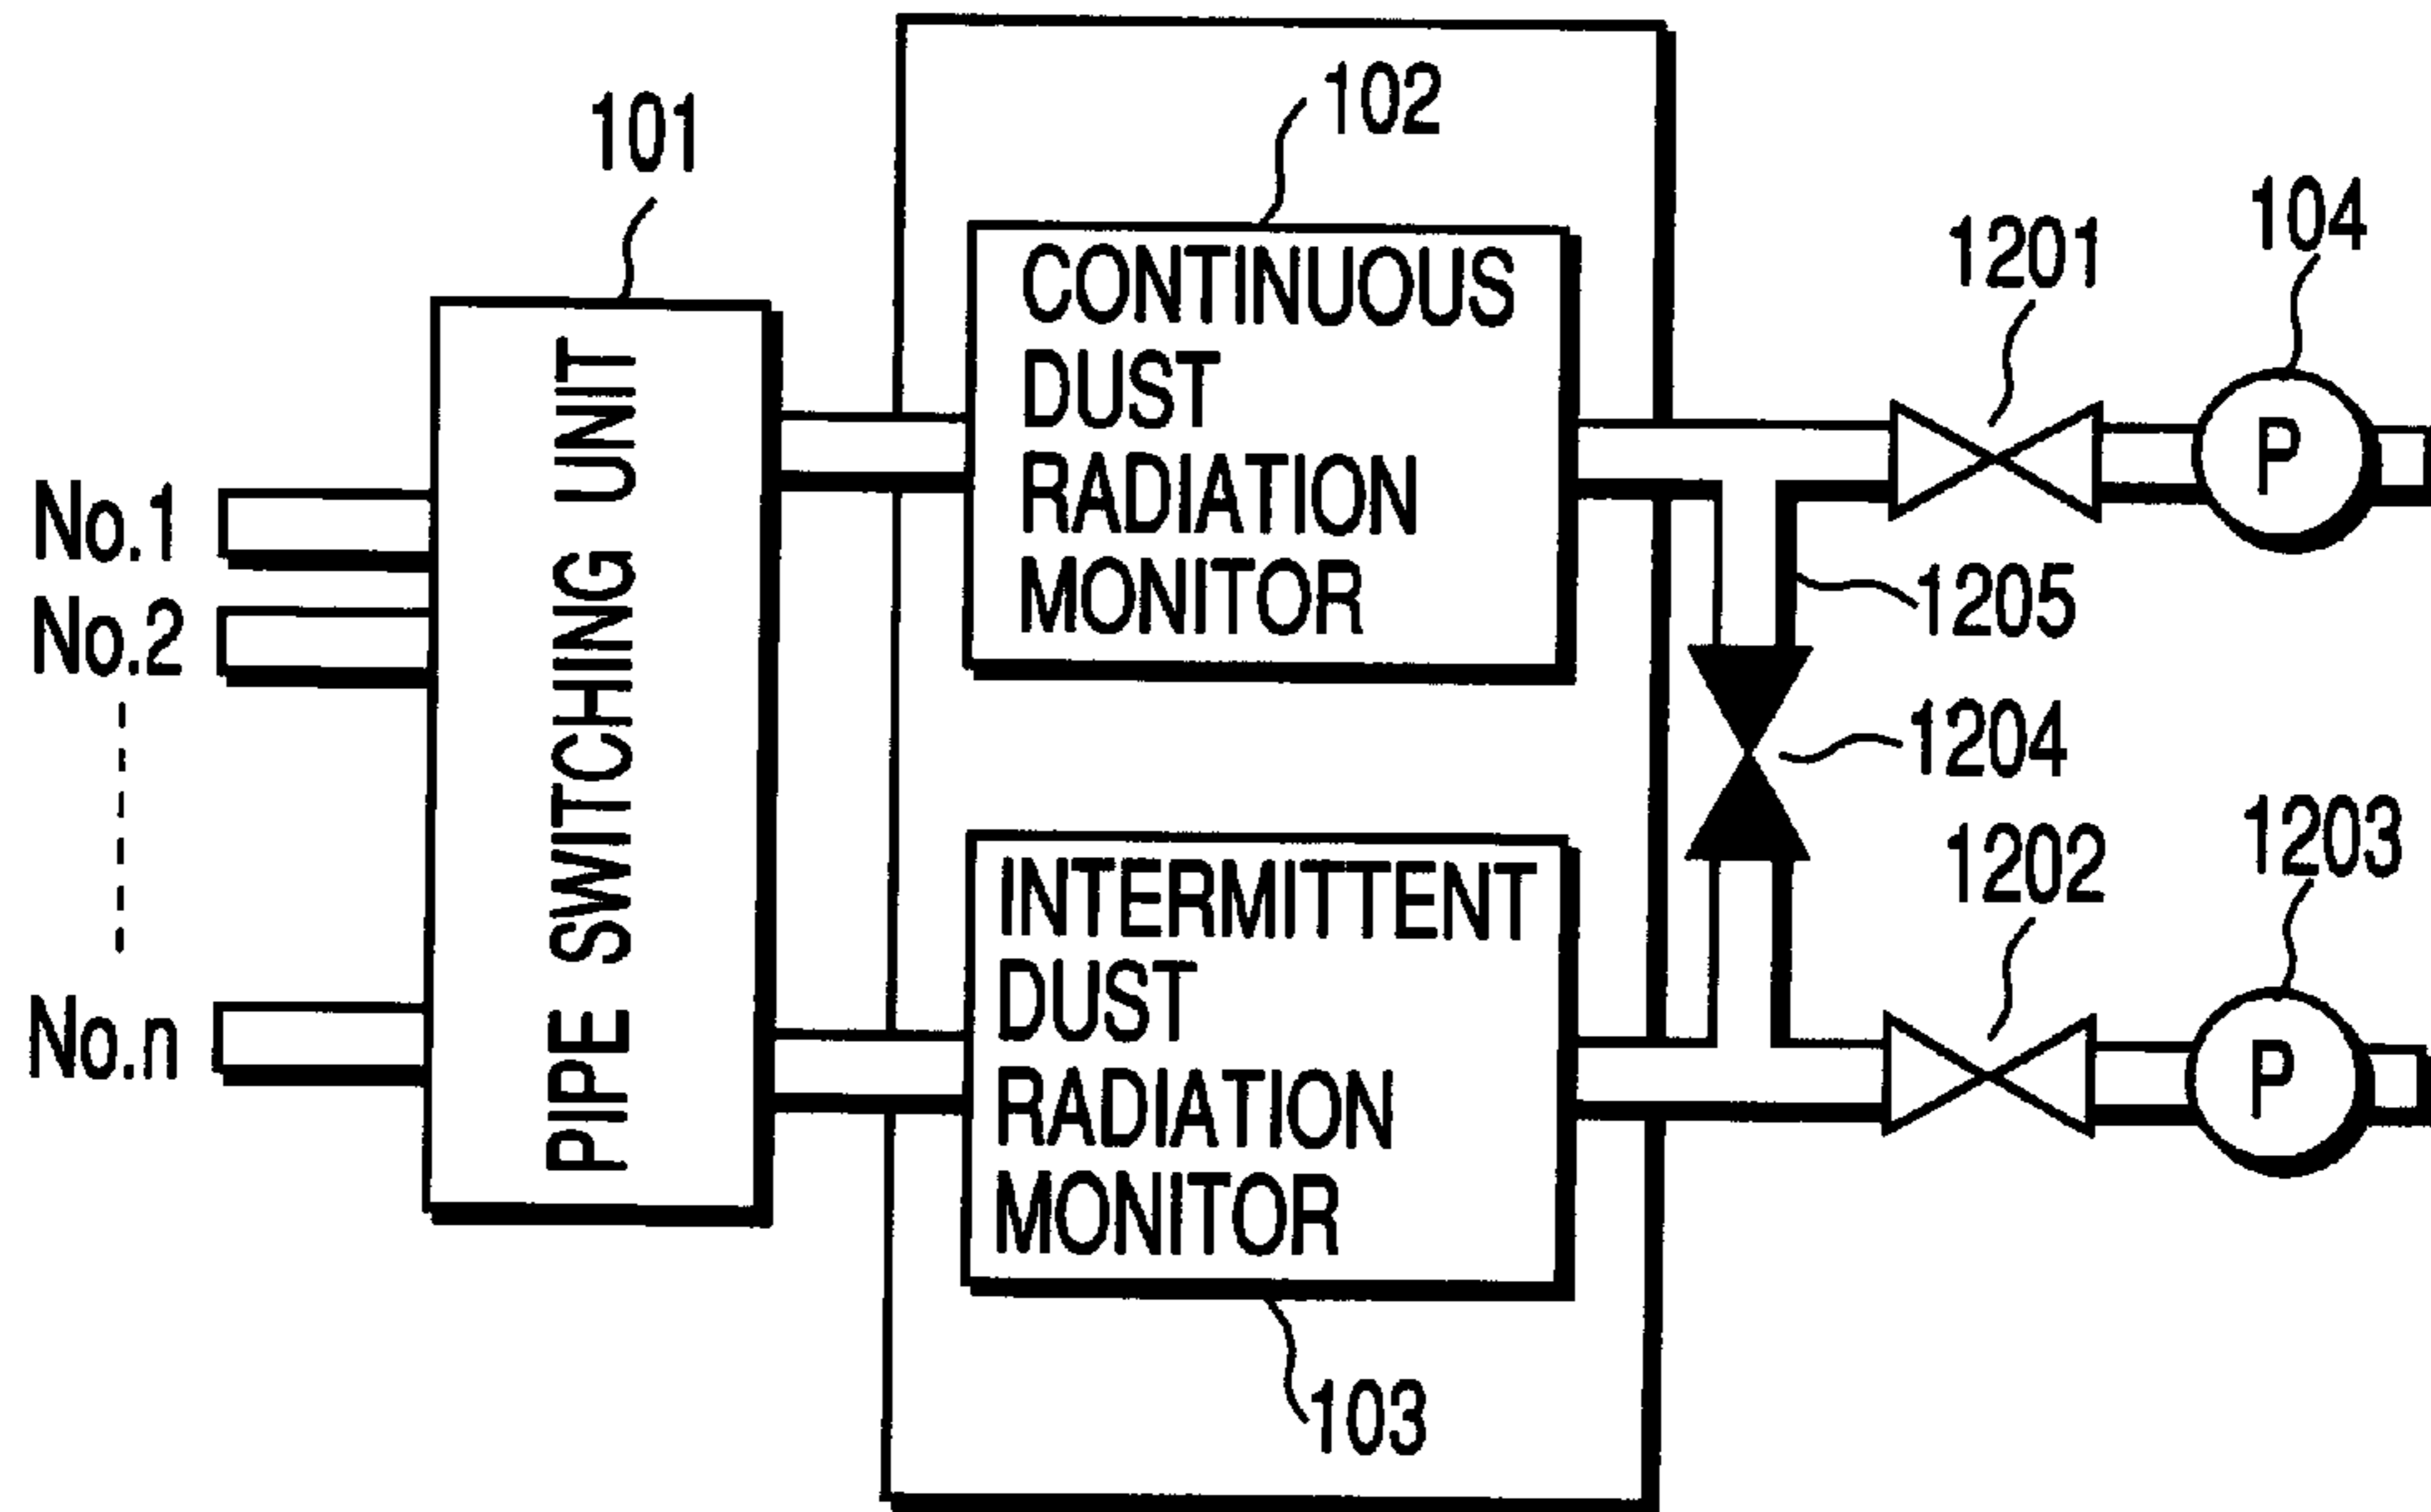 101
102
104
1201
CONTINUOUS
DUST
RADIATION
MONITOR
No.1
No.2
No.n
PIPE SWITCHING UNIT
1205
1204
1202
1203
P
INTERMITTENT
DUST
RADIATION
MONITOR
P
103